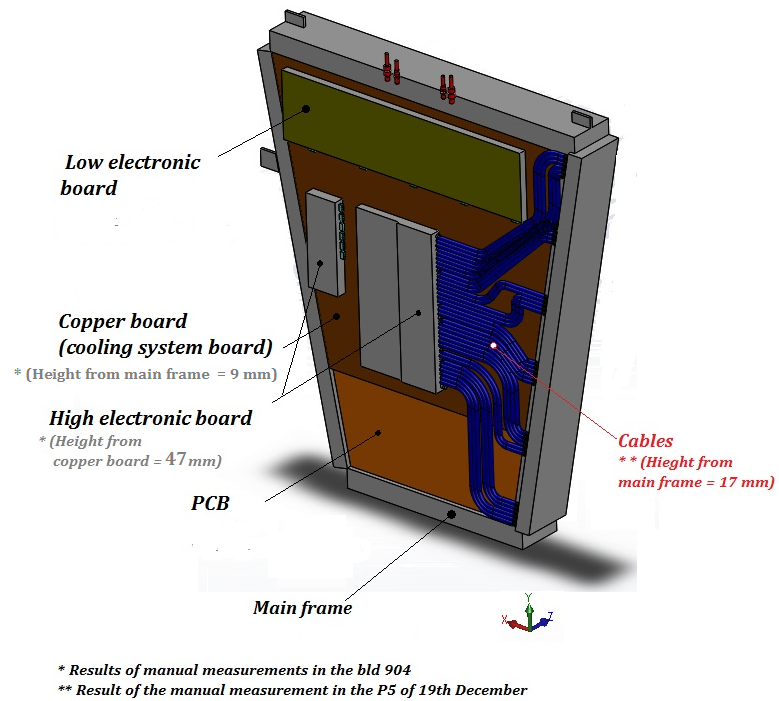 Low electronic
board
Copper board
(cooling system board)
* (Height from main frame = 9 mm)
High electronic board
* (Height from
copper board = 47 mm)
PCB
Main frame
Cables
* * (Hieght from
main frame = 17 mm)
Y
X
Z
* Results of manual measurements in the bld 904
** Result of the manual measurement in the P5 of 19th December